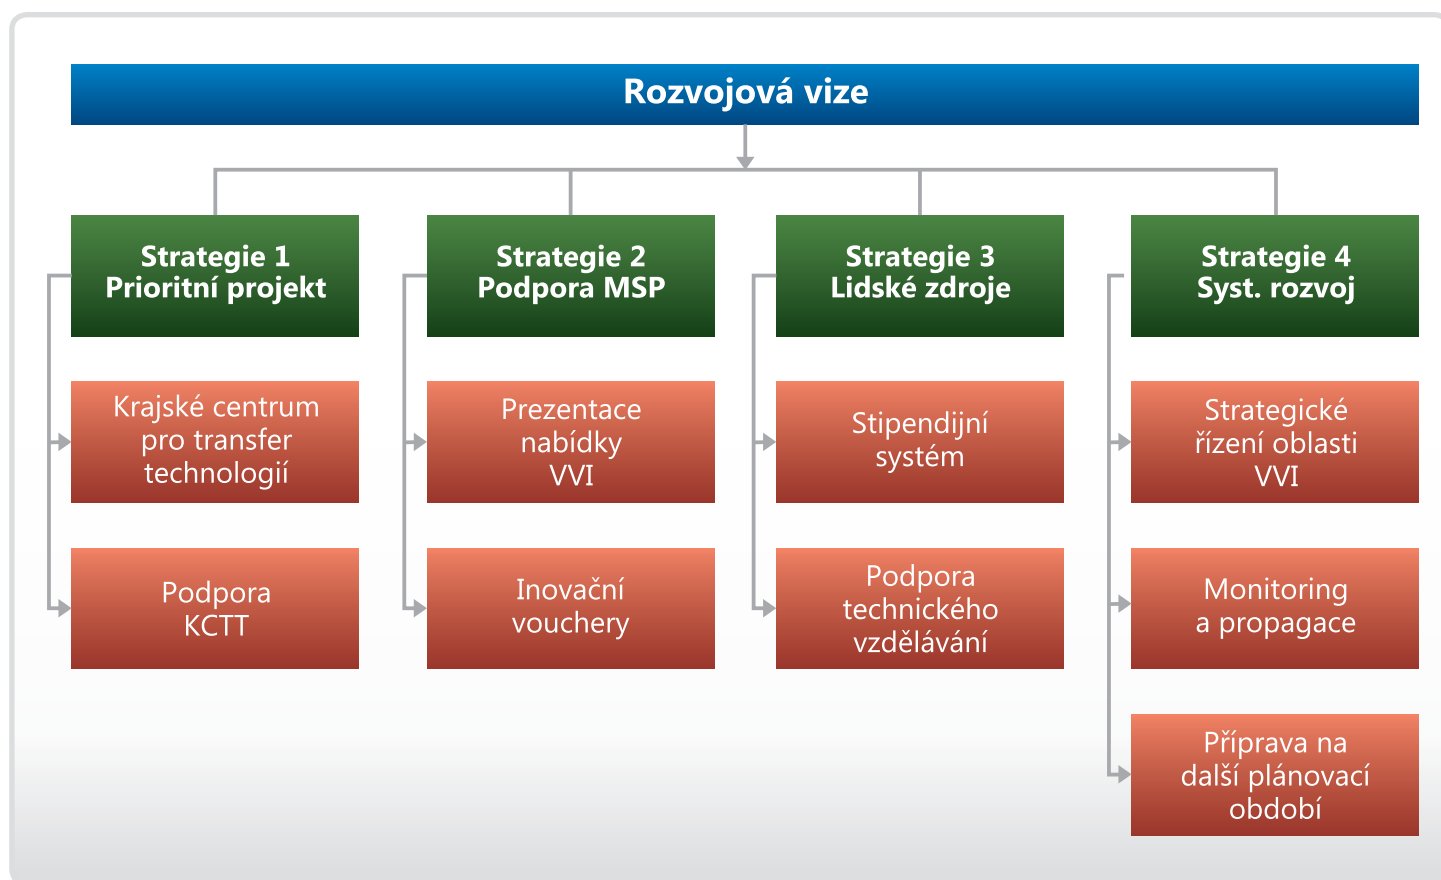 Rozvojová vize
Strategie 1
Prioritní projekt
Strategie 2
Podpora MSP
Strategie 3
Lidské zdroje
Strategie 4
Syst. rozvoj
Krajské centrum
pro transfer
technologií
Prezentace
nabídky
VVI
Stipendijní
systém
Strategické
řízení oblasti
VVI
Podpora
KCTT
Inovační
vouchery
Podpora
technického
vzdělávání
Monitoring
a propagace
Příprava na
další plánovací
období